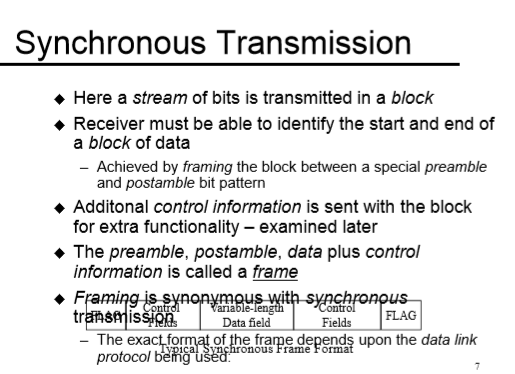 Synchronous Transmission
◆ Here a stream of bits is transmitted in a block
◆ Receiver must be able to identify the start and end of
a block of data
– Achieved by framing the block between a special preamble
and postamble bit pattern
◆ Additonal control information is sent with the block
for extra functionality – examined later
◆ The preamble, postamble, data plus control
information is called a frame
◆ Framing is synonymous with synchronous
transmission
FLAG
Control
Fields
Variable-length
Data field
Control
Fields
FLAG
Typical Synchronous Frame Format
– The exact format of the frame depends upon the data link
protocol being used.
7